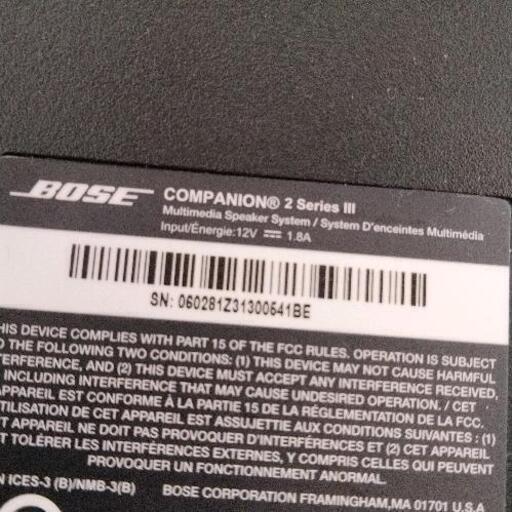 BOSE COMPANION® 2 Series III
Multimedia Speaker System / System D'enceintes Multimédia
Input/Énergie:12V ⎓ 1.8A
SN: 060281Z31300541BE
HIS DEVICE COMPLIES WITH PART 15 OF THE FCC RULES. OPERATION IS SUBJECT
O THE FOLLOWING TWO CONDITIONS: (1) THIS DEVICE MAY NOT CAUSE HARMFUL
TERFERENCE, AND (2) THIS DEVICE MUST ACCEPT ANY INTERFERENCE RECEIVED,
INCLUDING INTERFERENCE THAT MAY CAUSE UNDESIRED OPERATION. / CET
APPAREIL EST CONFORME À LA PARTIE 15 DE LA RÉGLEMENTATION DE LA FCC.
TILISATION DE CET APPAREIL EST ASSUJETTIE AUX CONDITIONS SUIVANTES : (1)
T APPAREIL NE DOIT PAS PROVOQUER D'INTERFÉRENCES ET (2) CET APPAREIL
T TOLÉRER LES INTERFÉRENCES EXTERNES, Y COMPRIS CELLES QUI PEUVENT
PROVOQUER UN FONCTIONNEMENT ANORMAL.
N ICES-3 (B)/NMB-3(B) BOSE CORPORATION FRAMINGHAM,MA 01701 U.S.A